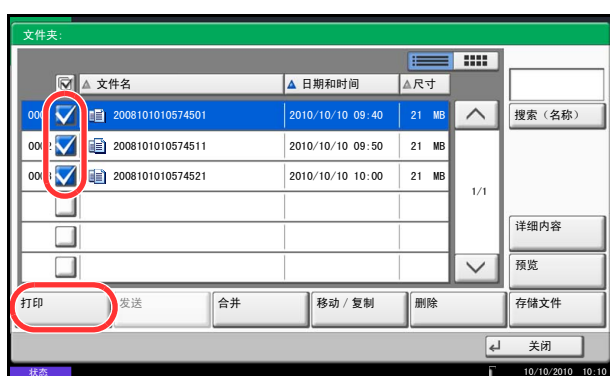 文件夹:
文件名 日期和时间 尺寸
2008101010574501 2010/10/10 09:40 21 MB
2008101010574511 2010/10/10 09:50 21 MB
2008101010574521 2010/10/10 10:00 21 MB
搜索（名称）
1/1
详细内容
预览
打印 发送 合并 移动 / 复制 删除 存储文件
关闭
状态 10/10/2010 10:10